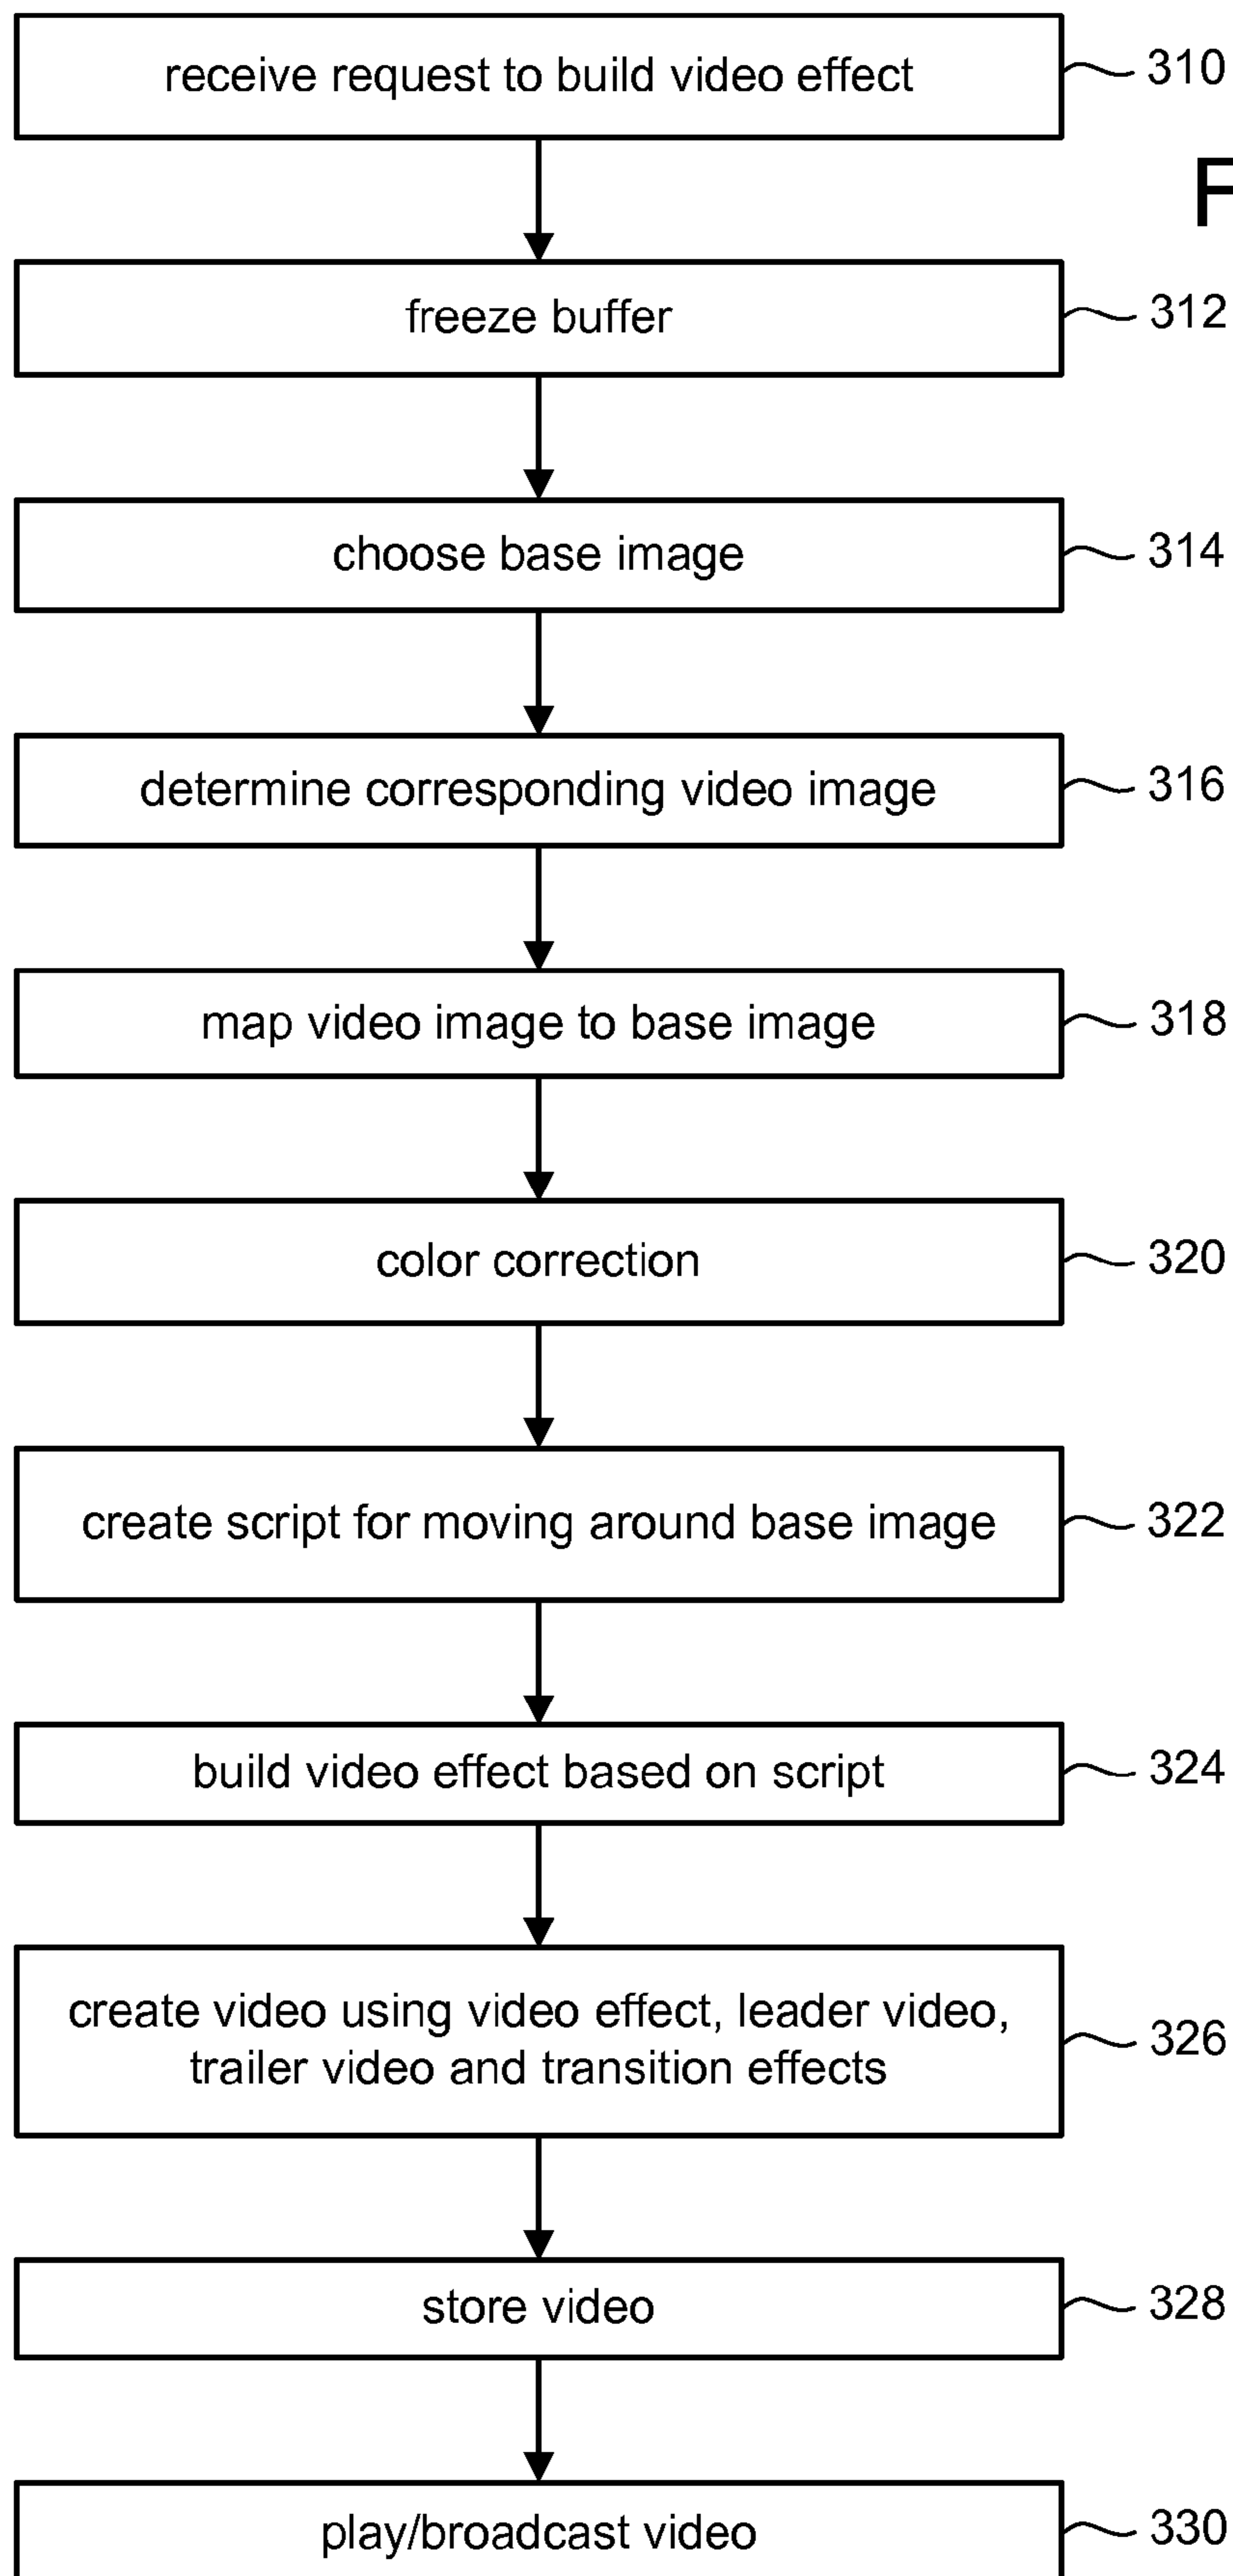 receive request to build video effect 310
F
freeze buffer 312
choose base image 314
determine corresponding video image 316
map video image to base image 318
color correction 320
create script for moving around base image 322
build video effect based on script 324
create video using video effect, leader video,
trailer video and transition effects 326
store video 328
play/broadcast video 330